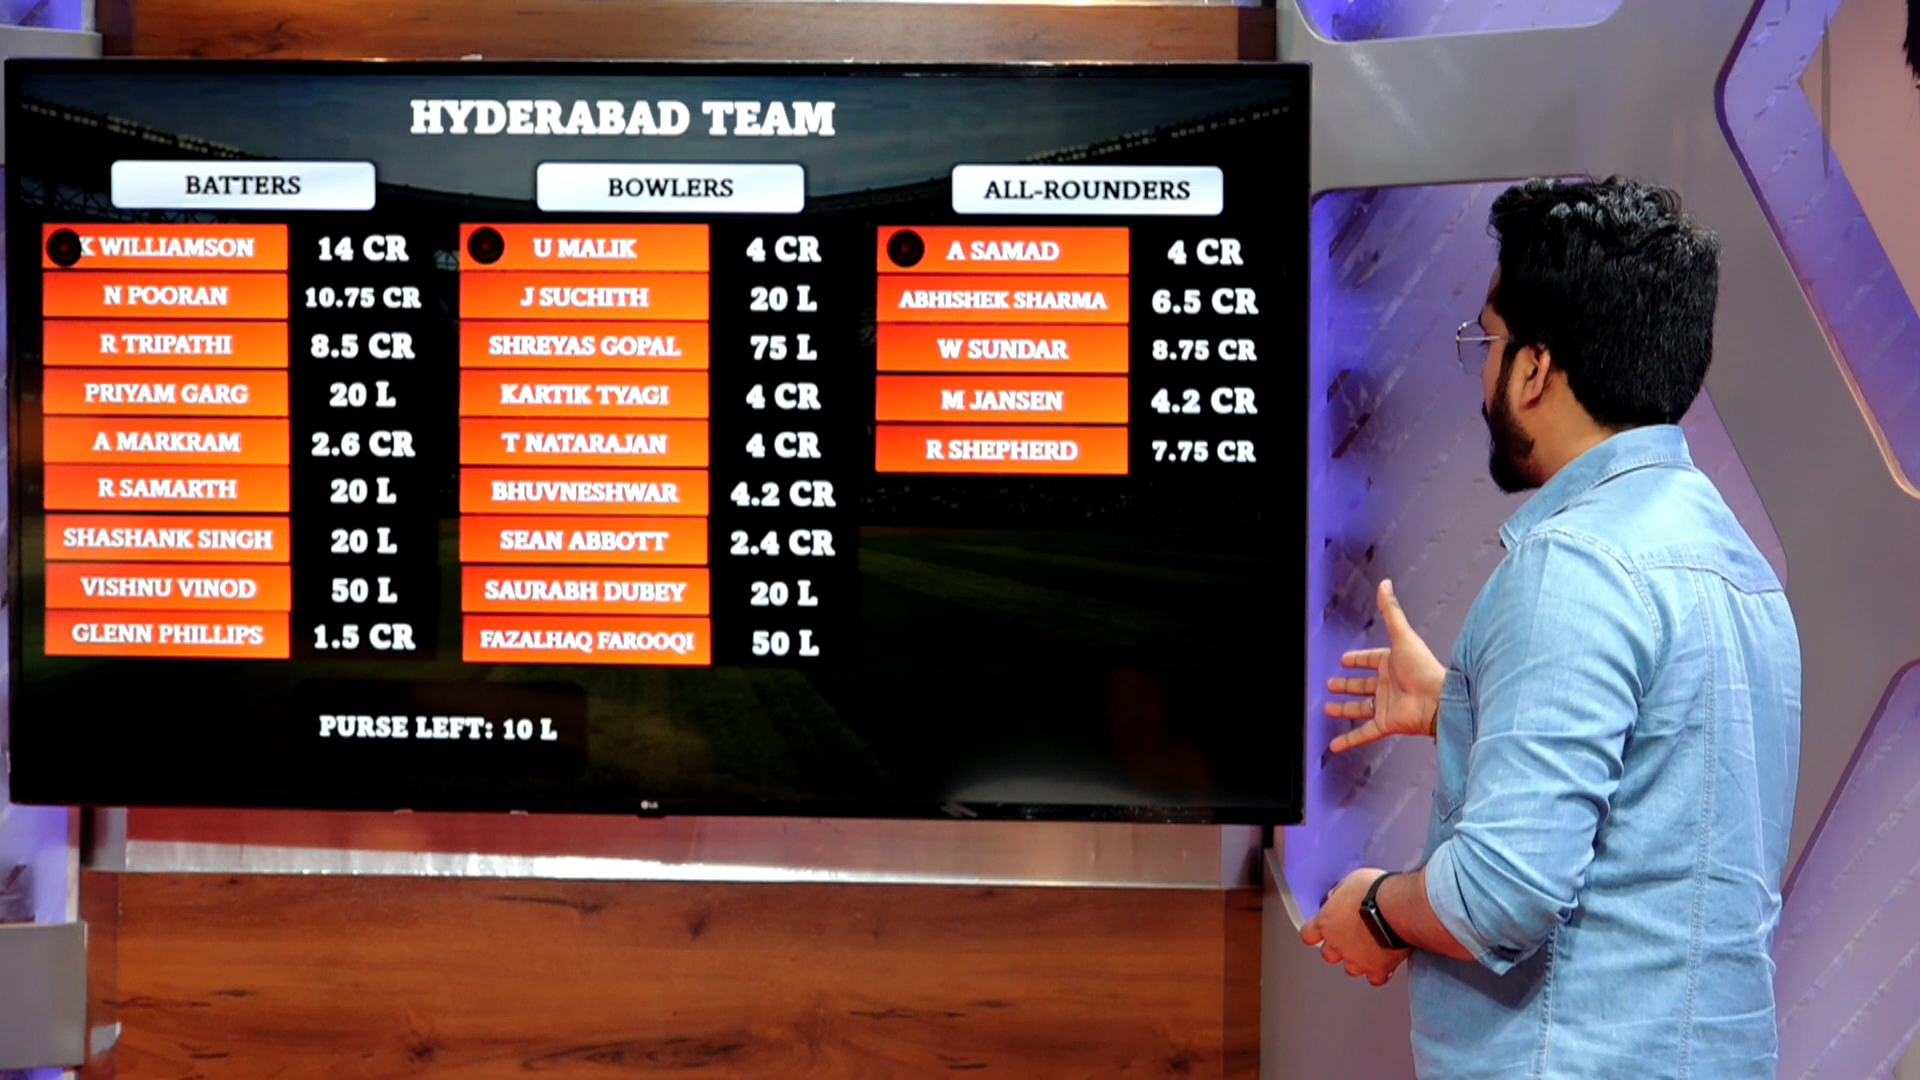 HYDERABAD TEAM
BATTERS
K WILLIAMSON 14 CR
N POORAN 10.75 CR
R TRIPATHI 8.5 CR
PRIYAM GARG 20 L
A MARKRAM 2.6 CR
R SAMARTH 20 L
SHASHANK SINGH 20 L
VISHNU VINOD 50 L
GLENN PHILLIPS 1.5 CR
BOWLERS
U MALIK 4 CR
J SUCHITH 20 L
SHREYAS GOPAL 75 L
KARTIK TYAGI 4 CR
T NATARAJAN 4 CR
BHUVNESHWAR 4.2 CR
SEAN ABBOTT 2.4 CR
SAURABH DUBEY 20 L
FAZALHAQ FAROOQI 50 L
ALL-ROUNDERS
A SAMAD 4 CR
ABHISHEK SHARMA 6.5 CR
W SUNDAR 8.75 CR
M JANSEN 4.2 CR
R SHEPHERD 7.75 CR
PURSE LEFT: 10 L
LG